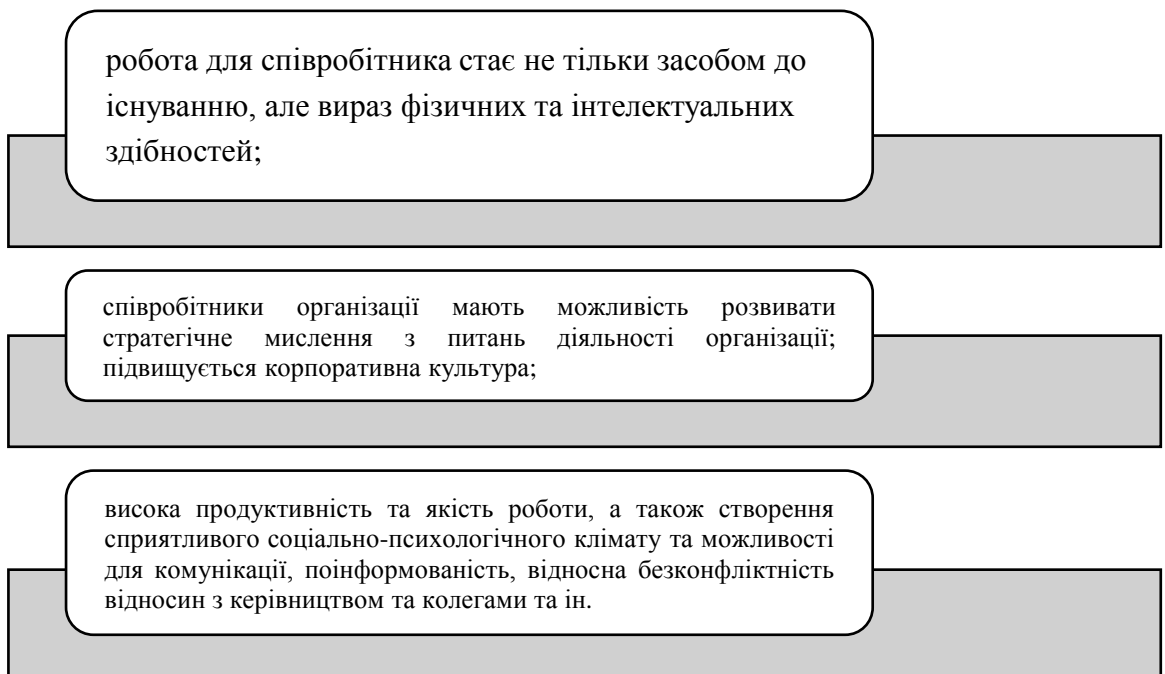 робота для співробітника стає не тільки засобом до
існуванню, але вираз фізичних та інтелектуальних
здібностей;
співробітники організації мають можливість розвивати
стратегічне мислення з питань діяльності організації;
підвищується корпоративна культура;
висока продуктивність та якість роботи, а також створення
сприятливого соціально-психологічного клімату та можливості
для комунікації, поінформованість, відносна безконфліктність
відносин з керівництвом та колегами та ін.